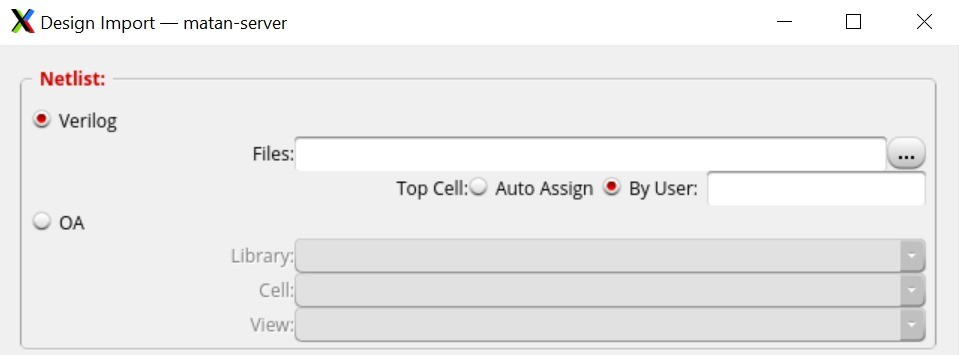 Design Import — matan-server
Netlist:
Verilog
Files:
...
Top Cell: Auto Assign By User:
OA
Library:
Cell:
View: